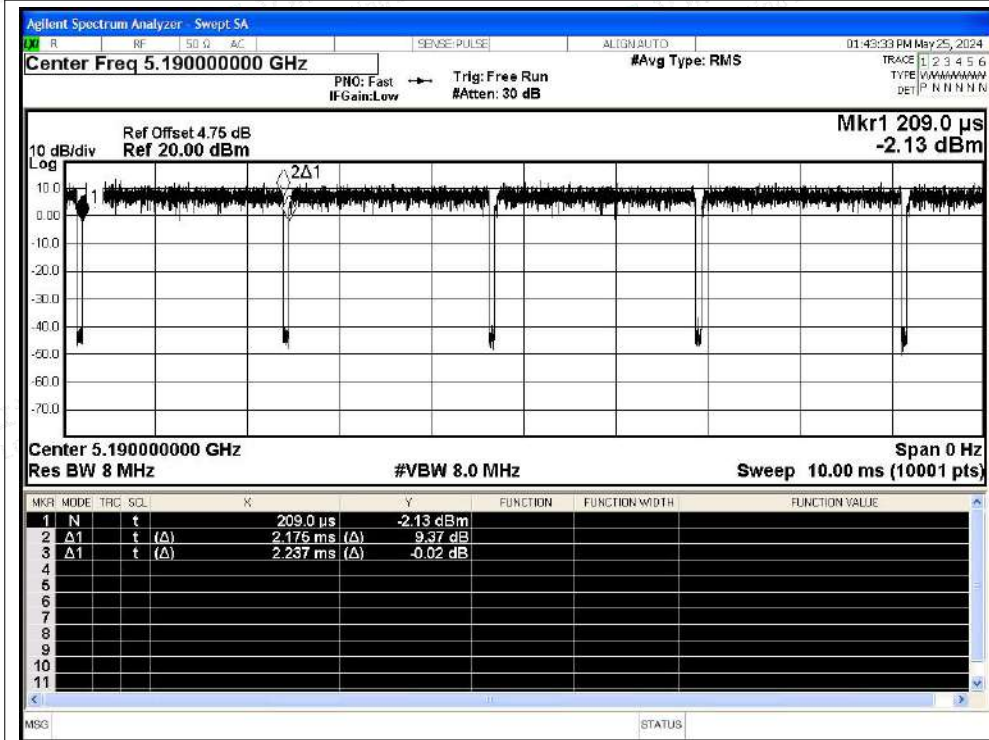 Agilent Spectrum Analyzer - Swept SA
LXI R RF 50 Ω AC SENSE:PULSE ALIGNAUTO 01:43:33 PM May 25, 2024
Center Freq 5.190000000 GHz #Avg Type: RMS TRACE 1 2 3 4 5 6
PNO: Fast Trig: Free Run TYPE
IFGain:Low #Atten: 30 dB DET P N N N N N
Mkr1 209.0 µs
Ref Offset 4.75 dB
10 dB/div Ref 20.00 dBm -2.13 dBm
Log
2Δ1
10.0
1
0.00
-10.0
-20.0
-30.0
-40.0
-50.0
-60.0
-70.0
Center 5.190000000 GHz Span 0 Hz
Res BW 8 MHz #VBW 8.0 MHz Sweep 10.00 ms (10001 pts)
MKR MODE TRC SCL X Y FUNCTION FUNCTION WIDTH FUNCTION VALUE
1 N t 209.0 µs -2.13 dBm
2 Δ1 t (Δ) 2.175 ms (Δ) 9.37 dB
3 Δ1 t (Δ) 2.237 ms (Δ) -0.02 dB
4
5
6
7
8
9
10
11
MSG STATUS